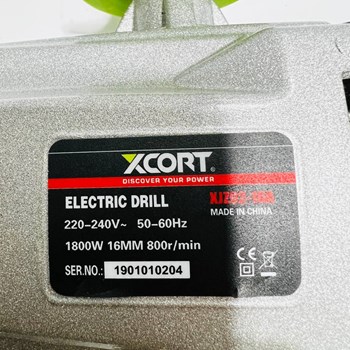 XCORT®
DISCOVER YOUR POWER
ELECTRIC DRILL
220-240V~ 50-60Hz
MADE IN CHINA
1800W 16MM 800r/min
SER.NO.: 1901010204
CE